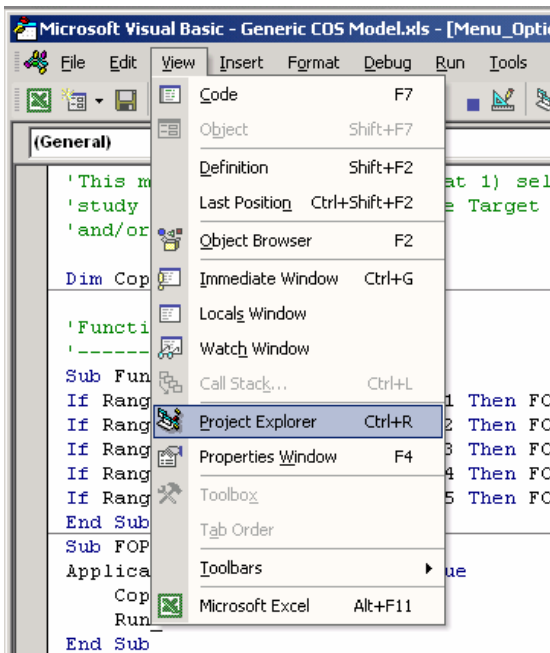 Microsoft Visual Basic - Generic COS Model.xls - [Menu_Opti
File Edit View Insert Format Debug Run Tools
Code F7
Object Shift+F7
(General)
Definition Shift+F2
'This m at 1) sel
Last Position Ctrl+Shift+F2
'study e Target
'and/or
Object Browser F2
Dim Cop
Immediate Window Ctrl+G
Locals Window
'Functi
Watch Window
'------
Sub Fun
Call Stack... Ctrl+L
If Rang 1 Then FO
Project Explorer Ctrl+R
If Rang 2 Then FO
If Rang 3 Then FO
Properties Window F4
If Rang 4 Then FO
If Rang 5 Then FO
Toolbox
End Sub
Tab Order
Sub FOP
Toolbars
Applica ue
Cop
Microsoft Excel Alt+F11
Run_
End Sub